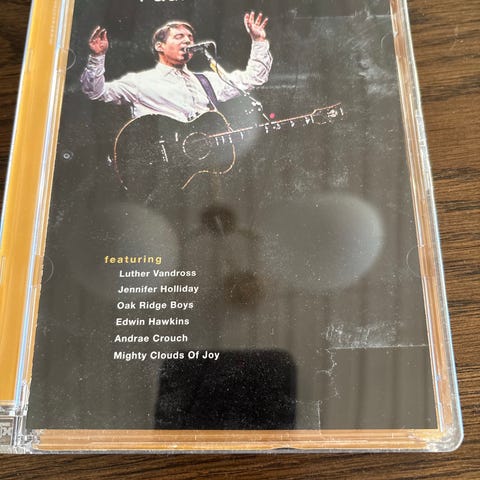 featuring
Luther Vandross
Jennifer Holliday
Oak Ridge Boys
Edwin Hawkins
Andrae Crouch
Mighty Clouds Of Joy